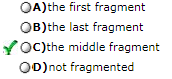 A)the first fragment
B)the last fragment
C)the middle fragment
D)not fragmented